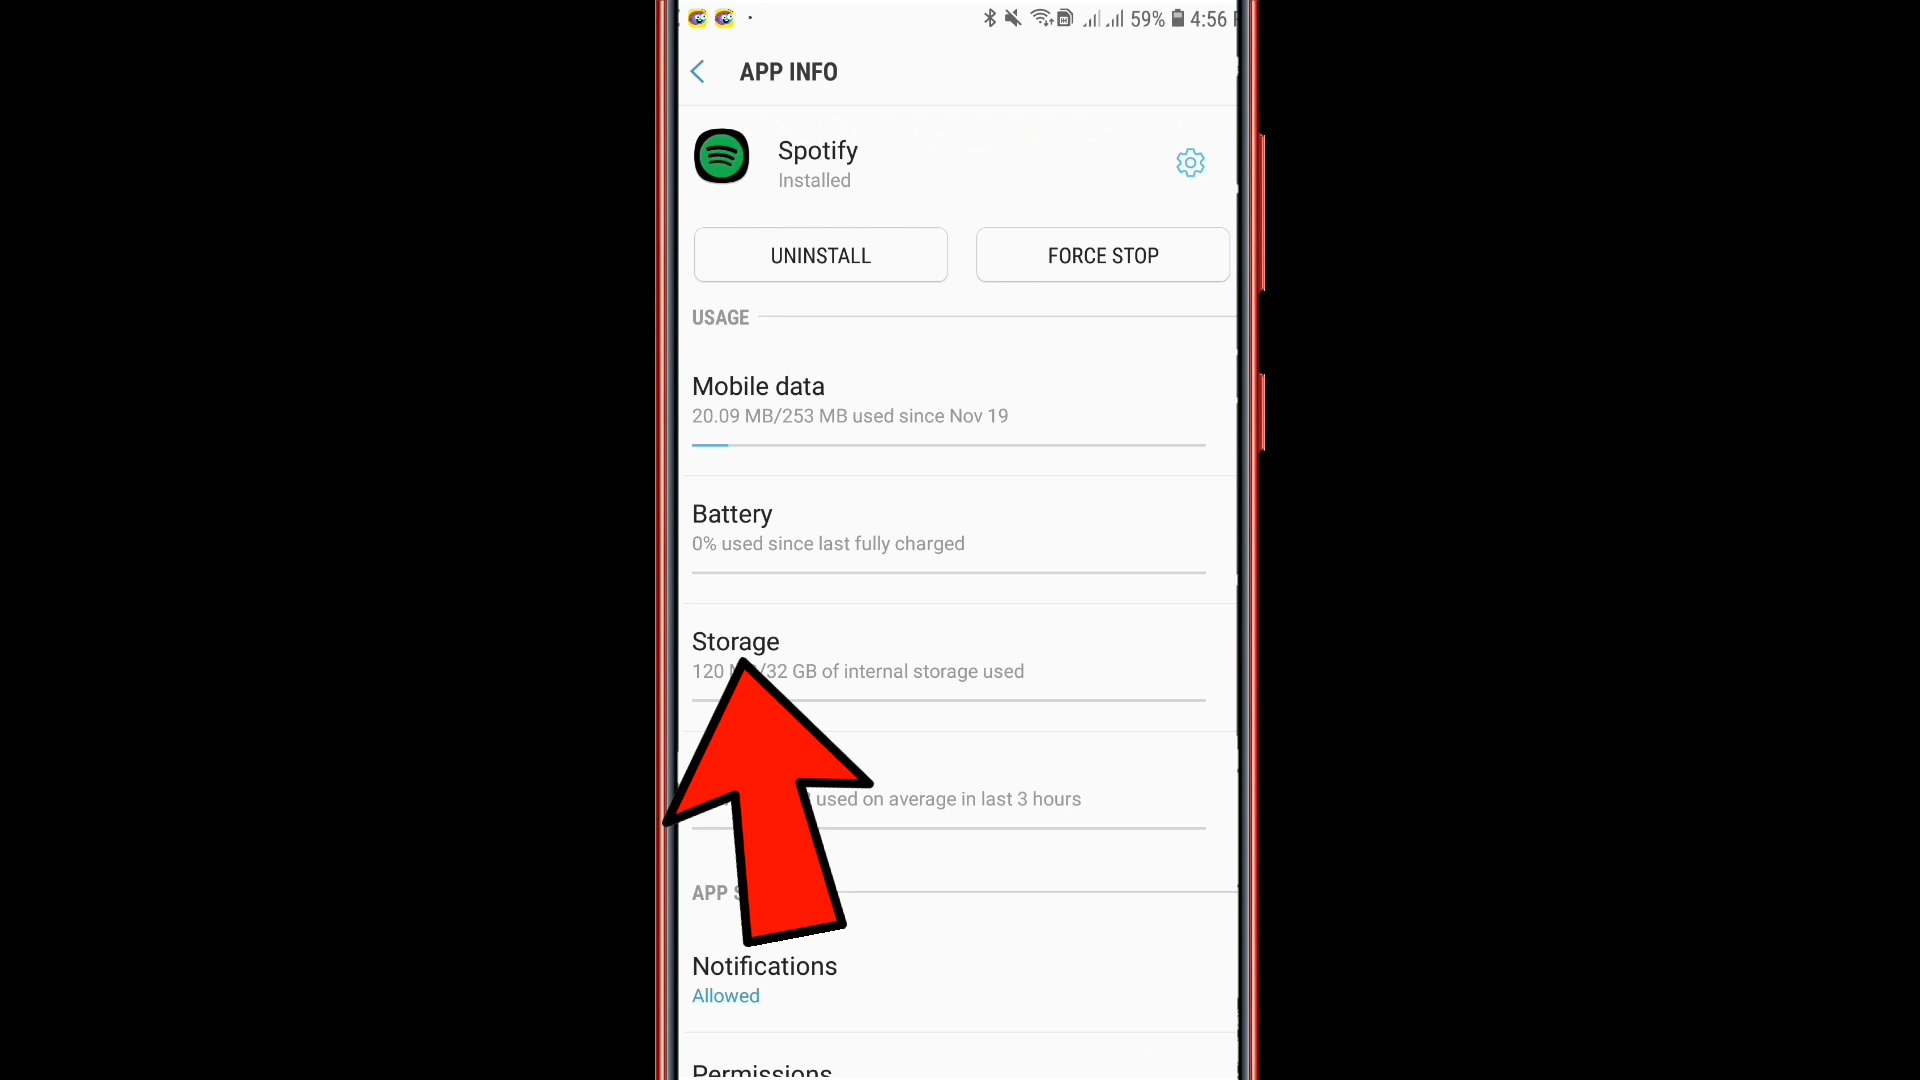 59% 4:56
APP INFO
Spotify
Installed
UNINSTALL
FORCE STOP
USAGE
Mobile data
20.09 MB/253 MB used since Nov 19
Battery
0% used since last fully charged
Storage
120 /32 GB of internal storage used
used on average in last 3 hours
APP
Notifications
Allowed
Permissions